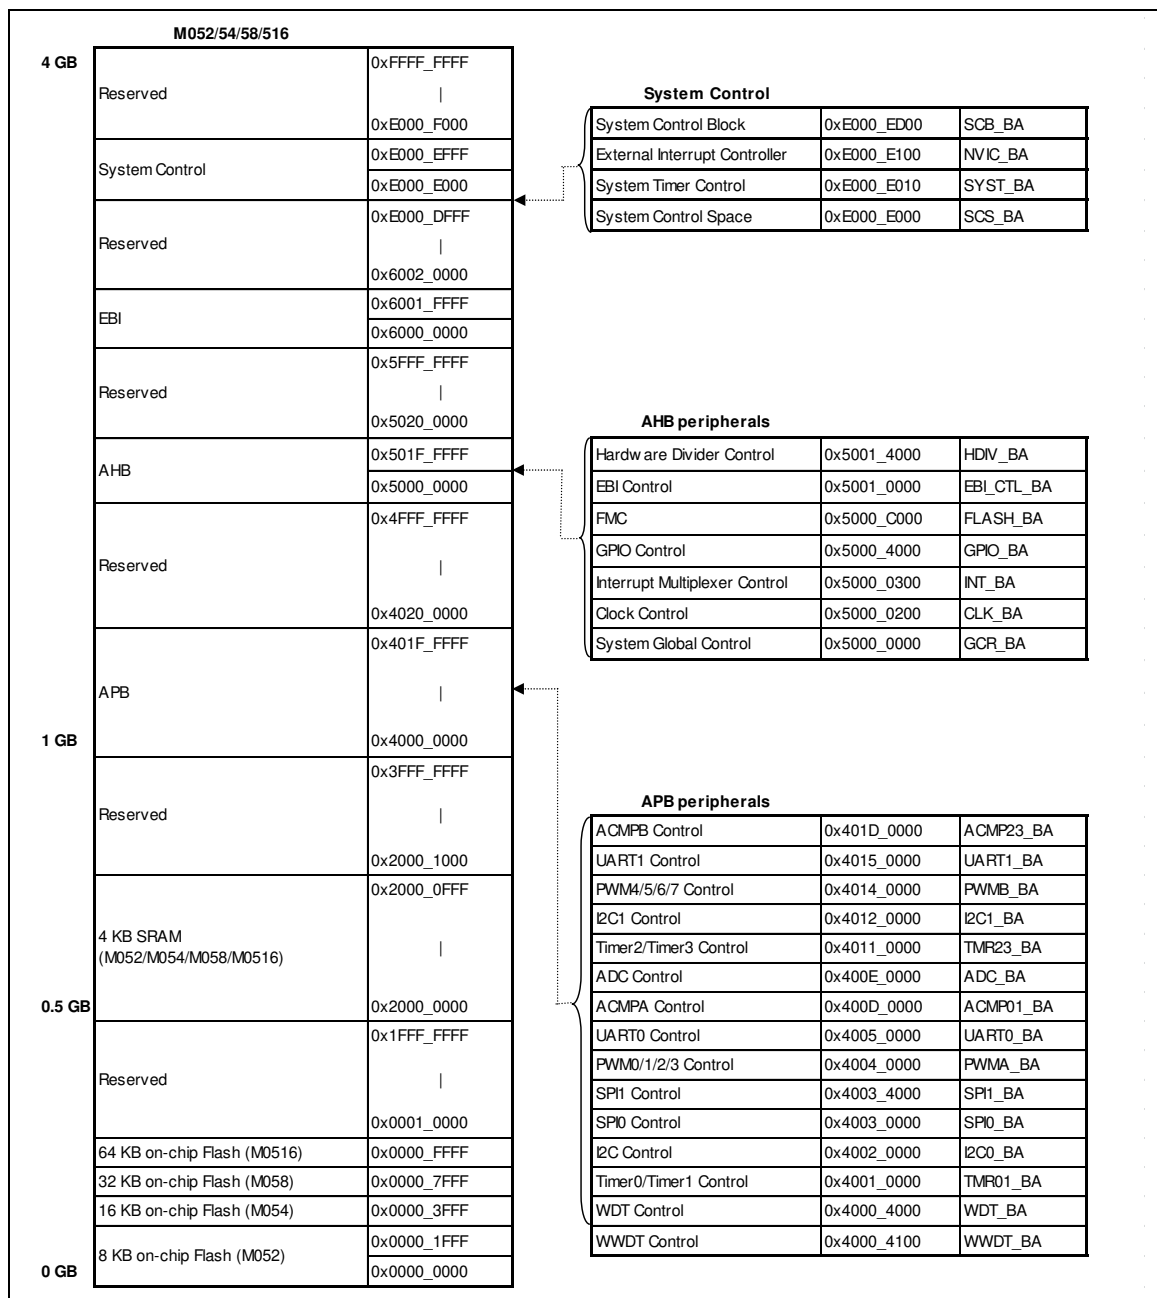 M052/54/58/516
4 GB
Reserved
0xFFFF_FFFF
|
0xE000_F000
System Control
0xE000_EFFF
0xE000_E000
Reserved
0xE000_DFFF
|
0x6002_0000
EBI
0x6001_FFFF
0x6000_0000
Reserved
0x5FFF_FFFF
|
0x5020_0000
AHB
0x501F_FFFF
0x5000_0000
Reserved
0x4FFF_FFFF
|
0x4020_0000
APB
0x401F_FFFF
|
1 GB
0x4000_0000
Reserved
0x3FFF_FFFF
|
0x2000_1000
4 KB SRAM
(M052/M054/M058/M0516)
0x2000_0FFF
|
0.5 GB
0x2000_0000
Reserved
0x1FFF_FFFF
|
0x0001_0000
64 KB on-chip Flash (M0516) 0x0000_FFFF
32 KB on-chip Flash (M058) 0x0000_7FFF
16 KB on-chip Flash (M054) 0x0000_3FFF
8 KB on-chip Flash (M052)
0x0000_1FFF
0 GB
0x0000_0000
System Control
System Control Block 0xE000_ED00 SCB_BA
External Interrupt Controller 0xE000_E100 NVIC_BA
System Timer Control 0xE000_E010 SYST_BA
System Control Space 0xE000_E000 SCS_BA
AHB peripherals
Hardware Divider Control 0x5001_4000 HDIV_BA
EBI Control 0x5001_0000 EBI_CTL_BA
FMC 0x5000_C000 FLASH_BA
GPIO Control 0x5000_4000 GPIO_BA
Interrupt Multiplexer Control 0x5000_0300 INT_BA
Clock Control 0x5000_0200 CLK_BA
System Global Control 0x5000_0000 GCR_BA
APB peripherals
ACMPB Control 0x401D_0000 ACMP23_BA
UART1 Control 0x4015_0000 UART1_BA
PWM4/5/6/7 Control 0x4014_0000 PWMB_BA
I2C1 Control 0x4012_0000 I2C1_BA
Timer2/Timer3 Control 0x4011_0000 TMR23_BA
ADC Control 0x400E_0000 ADC_BA
ACMPA Control 0x400D_0000 ACMP01_BA
UART0 Control 0x4005_0000 UART0_BA
PWM0/1/2/3 Control 0x4004_0000 PWMA_BA
SPI1 Control 0x4003_4000 SPI1_BA
SPI0 Control 0x4003_0000 SPI0_BA
I2C Control 0x4002_0000 I2C0_BA
Timer0/Timer1 Control 0x4001_0000 TMR01_BA
WDT Control 0x4000_4000 WDT_BA
WWDT Control 0x4000_4100 WWDT_BA